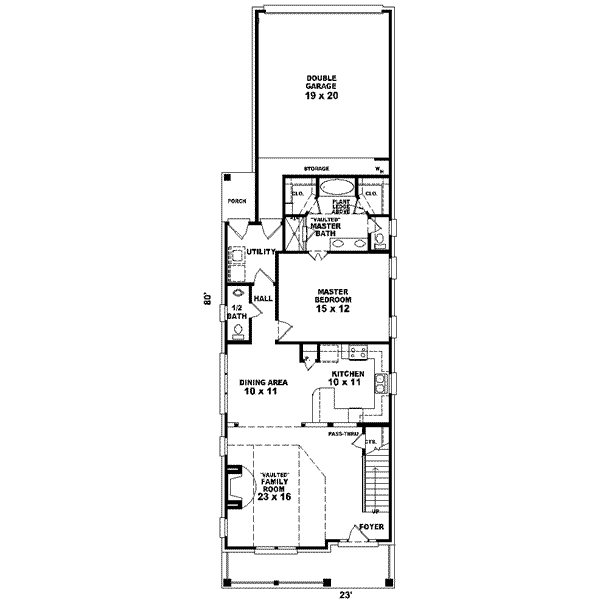 DOUBLE
GARAGE
19 x 20
STORAGE
W/H
CLO.
PLANT
LEDGE
ABOVE
CLO.
PORCH
"VAULTED"
MASTER
BATH
UTILITY
HALL
MASTER
BEDROOM
15 x 12
80'
1/2
BATH
KITCHEN
10 x 11
DINING AREA
10 x 11
PASS-THRU
"VAULTED"
FAMILY
ROOM
23 x 16
UP
FOYER
23'